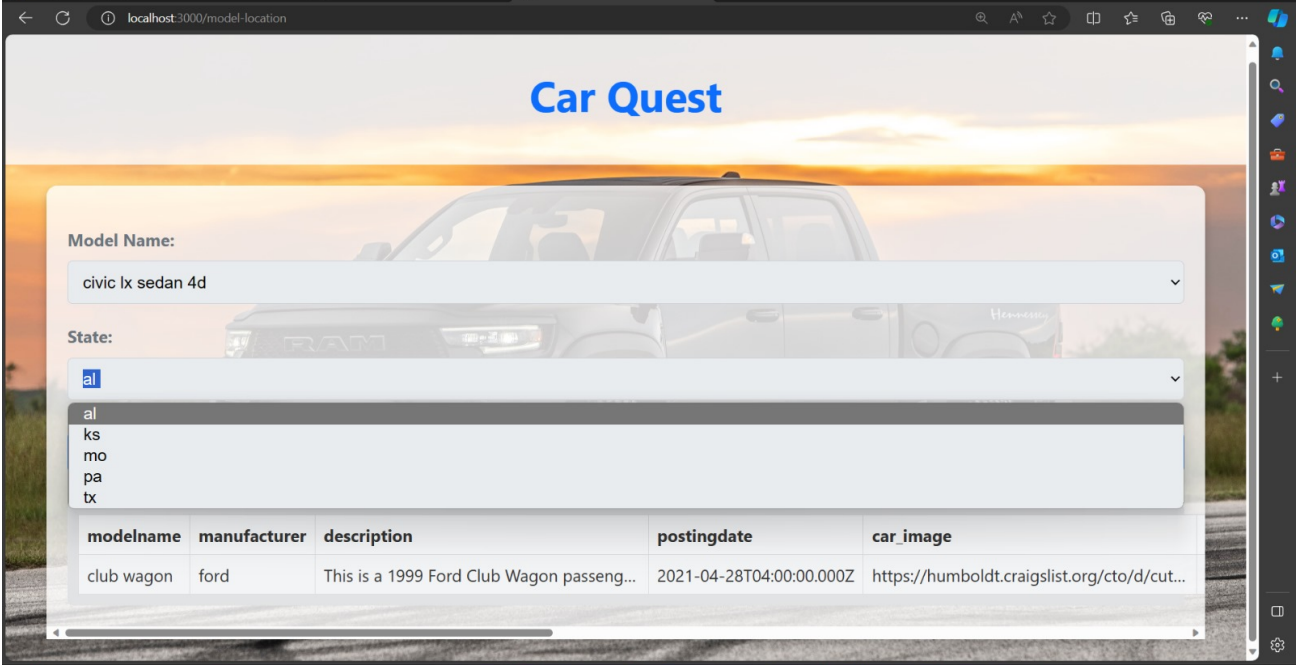 localhost:3000/model-location
Car Quest
Model Name:
civic lx sedan 4d
Hennessey
State:
RAM
al
al
ks
mo
pa
tx
modelname manufacturer description postingdate car_image
club wagon ford This is a 1999 Ford Club Wagon passeng... 2021-04-28T04:00:00.000Z https://humboldt.craigslist.org/cto/d/cut...